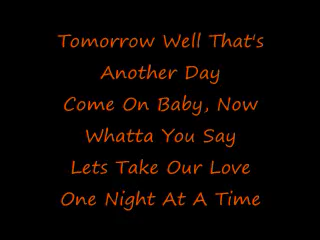 Tomorrow Well That's
Another Day
Come On Baby, Now
Whatta You Say
Lets Take Our Love
One Night At A Time